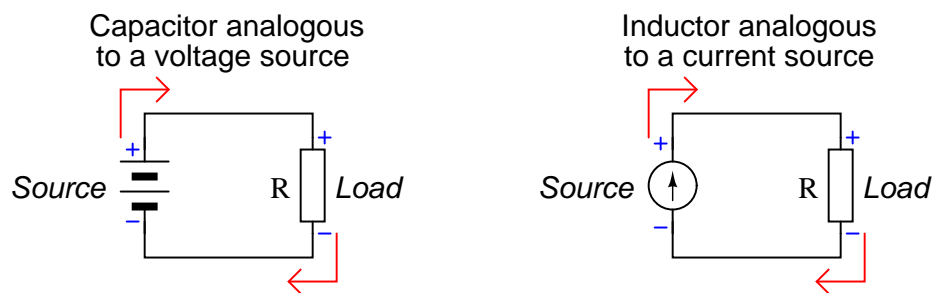 Capacitor analogous
to a voltage source
Inductor analogous
to a current source
+
+
Source
R
Load
−
−
+
+
Source
R
Load
−
−